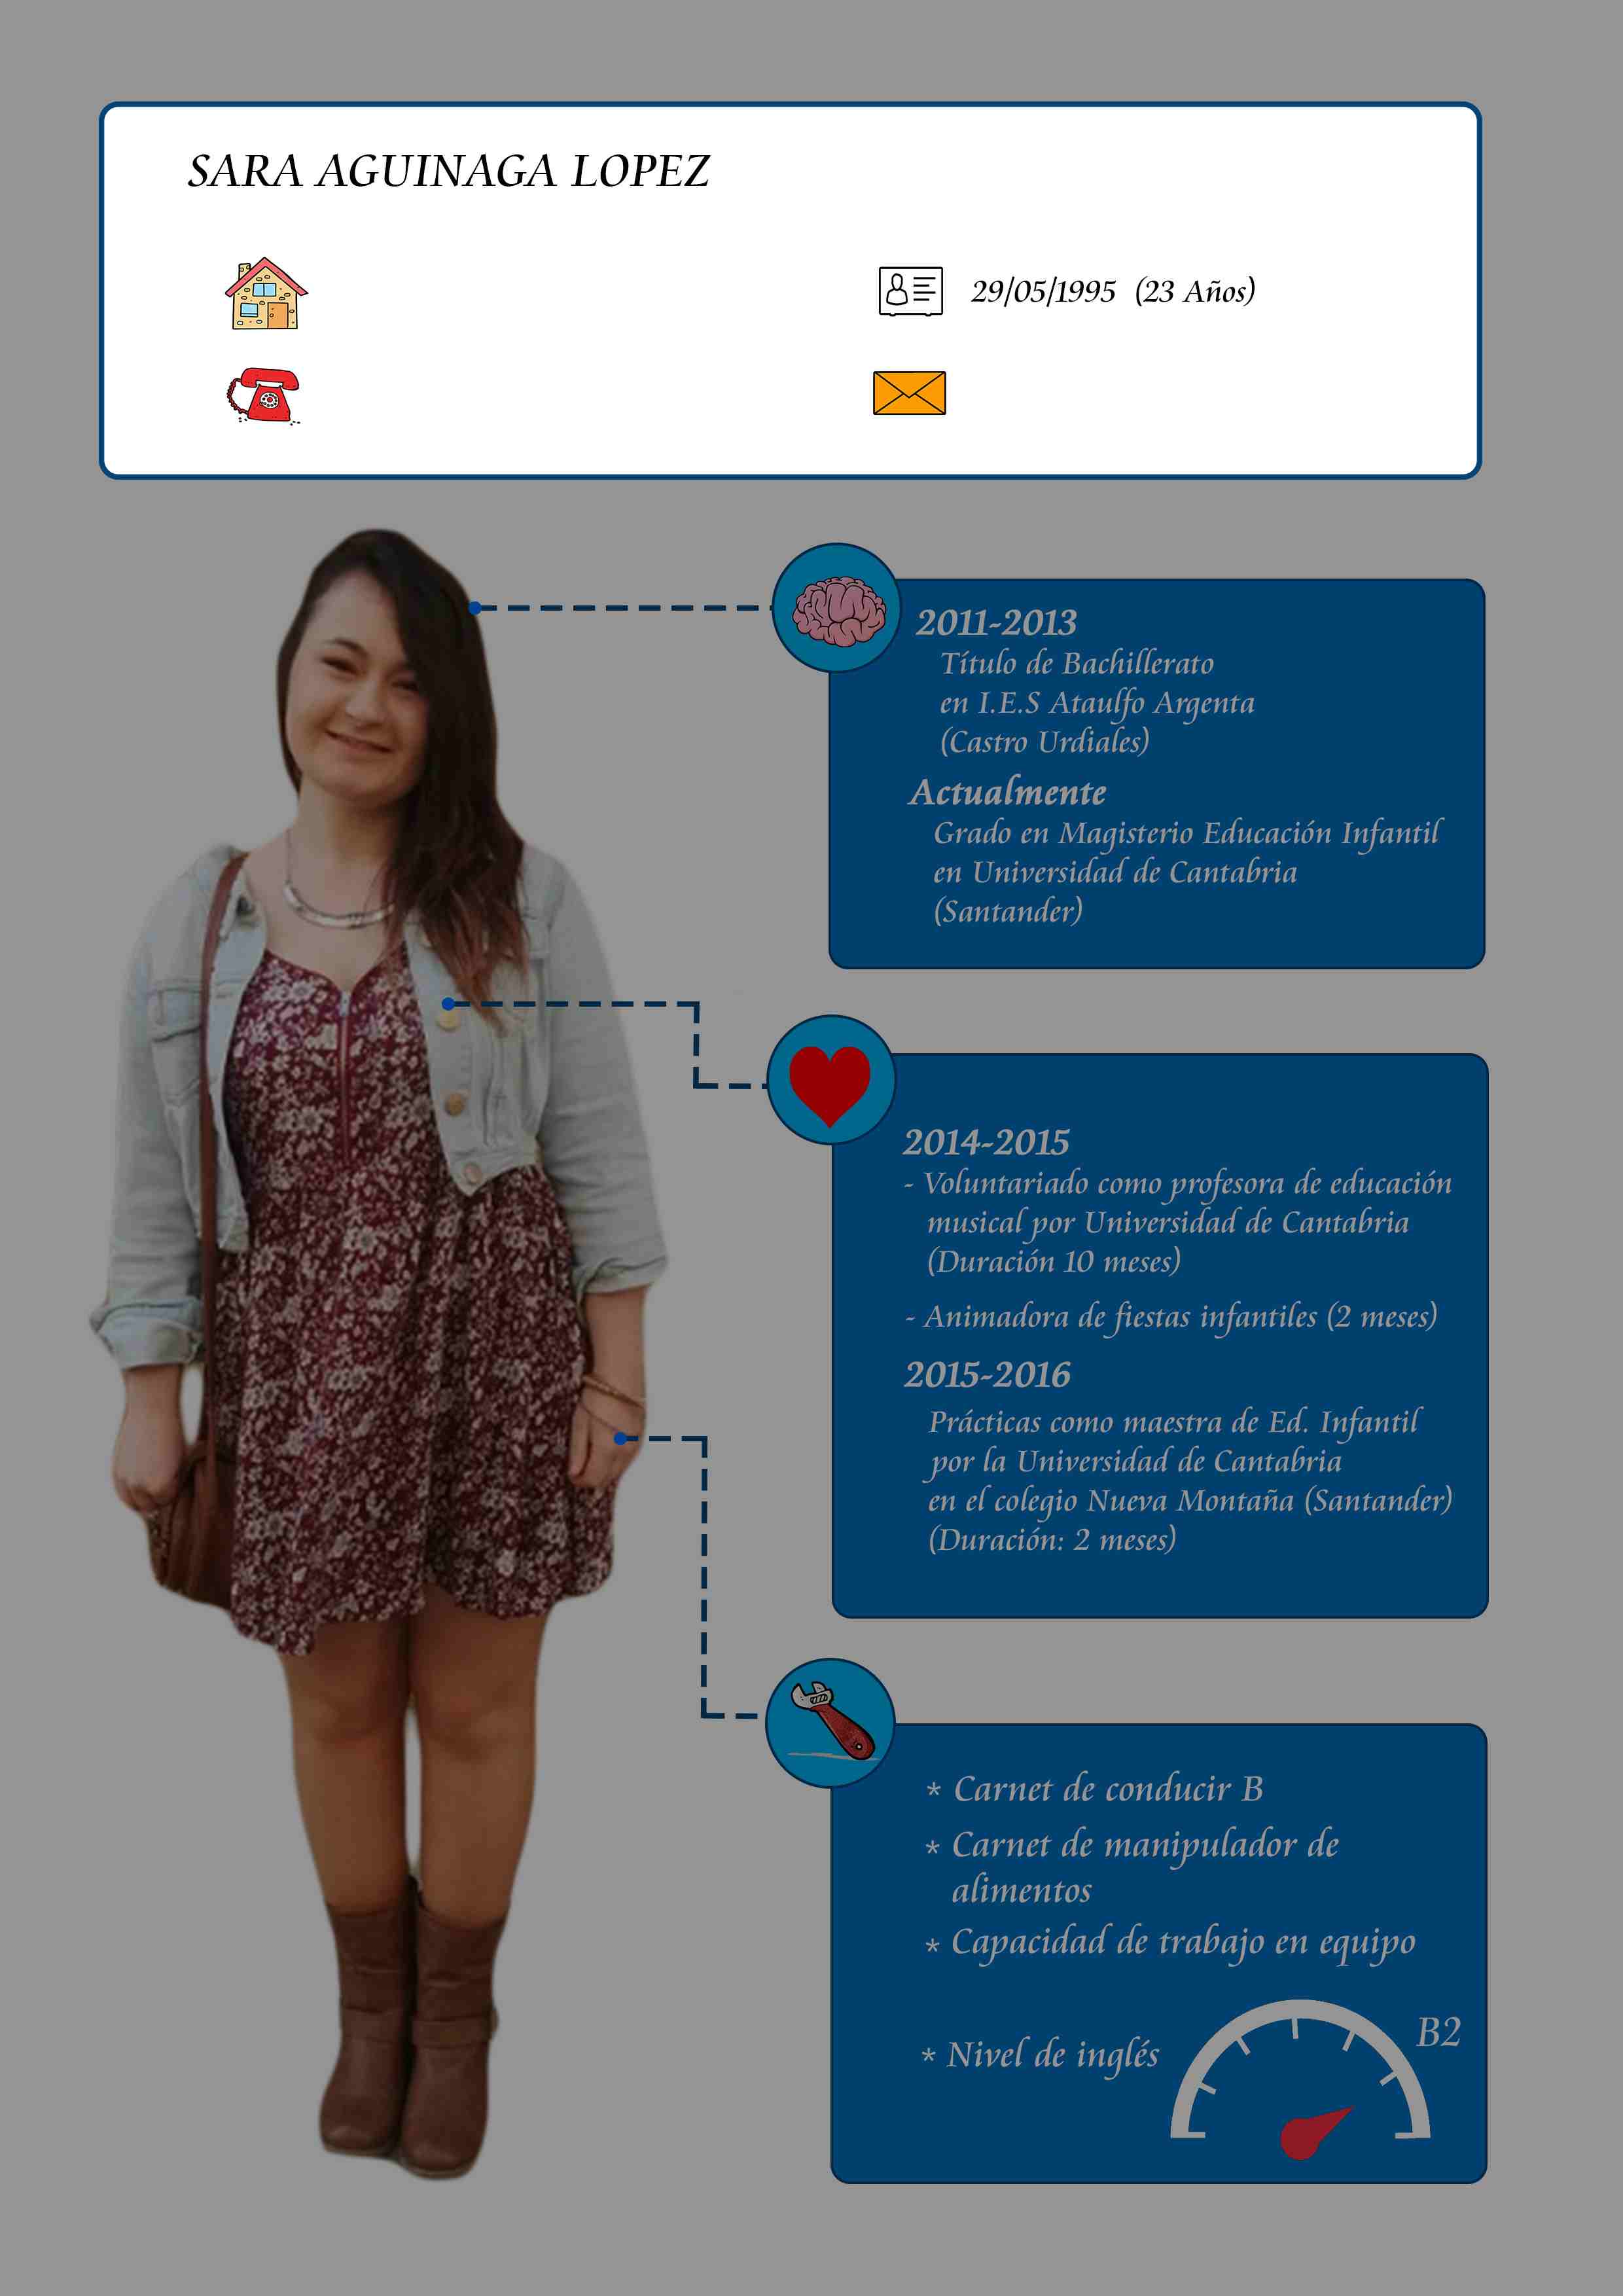 SARA AGUINAGA LOPEZ
29/05/1995 (23 Años)
2011-2013
Título de Bachillerato
en I.E.S Ataulfo Argenta
(Castro Urdiales)
Actualmente
Grado en Magisterio Educación Infantil
en Universidad de Cantabria
(Santander)
2014-2015
- Voluntariado como profesora de educación
musical por Universidad de Cantabria
(Duración 10 meses)
- Animadora de fiestas infantiles (2 meses)
2015-2016
Prácticas como maestra de Ed. Infantil
por la Universidad de Cantabria
en el colegio Nueva Montaña (Santander)
(Duración: 2 meses)
* Carnet de conducir B
* Carnet de manipulador de
alimentos
* Capacidad de trabajo en equipo
* Nivel de inglés
B2